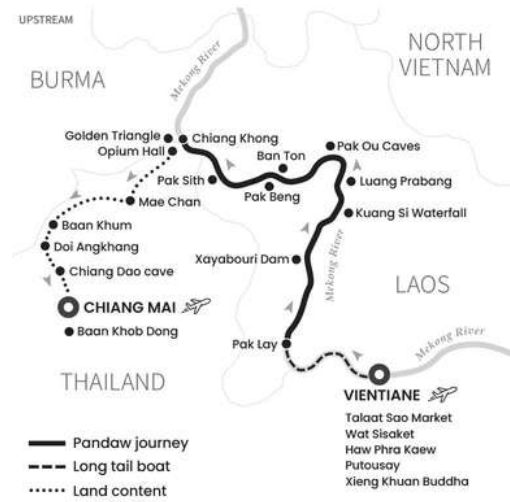 UPSTREAM
BURMA
Mekong River
NORTH
VIETNAM
Golden Triangle
Chiang Khong
Opium Hall
Ban Ton
Pak Ou Caves
Pak Sith
Pak Beng
Luang Prabang
Mae Chan
Kuang Si Waterfall
Baan Khum
Doi Angkhang
Chiang Dao cave
Xayabouri Dam
Mekong River
LAOS
CHIANG MAI
Baan Khob Dong
Pak Lay
Mekong River
THAILAND
VIENTIANE
Talaat Sao Market
Wat Sisaket
Haw Phra Kaew
Putousay
Xieng Khuan Buddha
Pandaw journey
Long tail boat
Land content